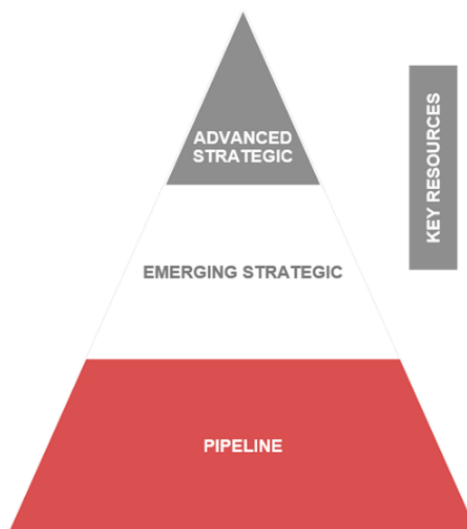 ADVANCED
STRATEGIC
KEY RESOURCES
EMERGING STRATEGIC
PIPELINE